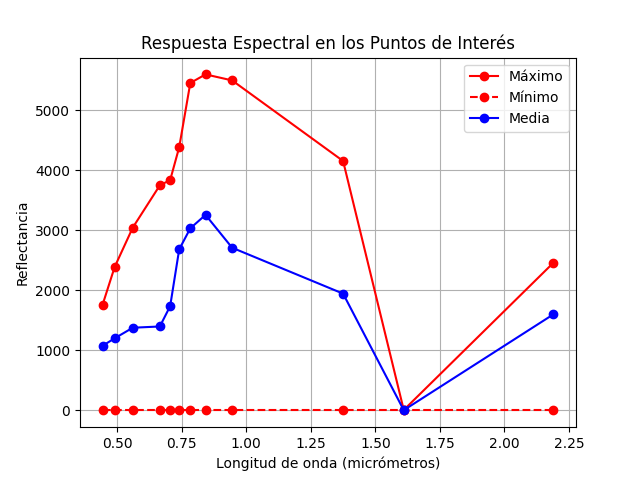 Respuesta Espectral en los Puntos de Interés
Máximo
Mínimo
Media
Reflectancia
5000
4000
3000
2000
1000
0
0.50 0.75 1.00 1.25 1.50 1.75 2.00 2.25
Longitud de onda (micrómetros)